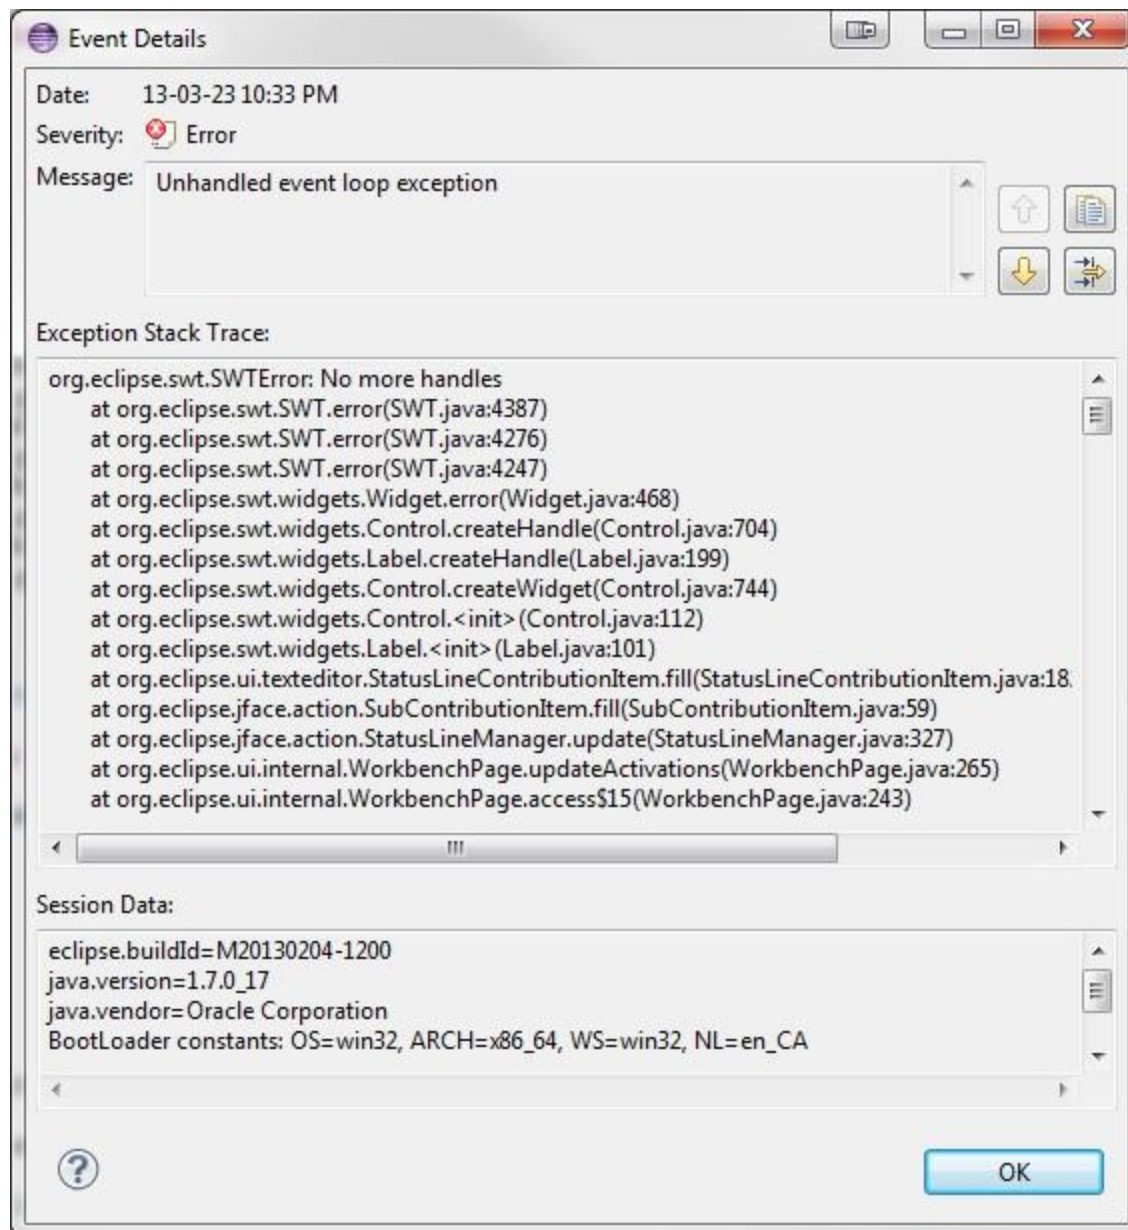 Event Details
Date: 13-03-23 10:33 PM
Severity: Error
Message: Unhandled event loop exception
Exception Stack Trace:
org.eclipse.swt.SWTError: No more handles
at org.eclipse.swt.SWT.error(SWT.java:4387)
at org.eclipse.swt.SWT.error(SWT.java:4276)
at org.eclipse.swt.SWT.error(SWT.java:4247)
at org.eclipse.swt.widgets.Widget.error(Widget.java:468)
at org.eclipse.swt.widgets.Control.createHandle(Control.java:704)
at org.eclipse.swt.widgets.Label.createHandle(Label.java:199)
at org.eclipse.swt.widgets.Control.createWidget(Control.java:744)
at org.eclipse.swt.widgets.Control.<init>(Control.java:112)
at org.eclipse.swt.widgets.Label.<init>(Label.java:101)
at org.eclipse.ui.texteditor.StatusLineContributionItem.fill(StatusLineContributionItem.java:18
at org.eclipse.jface.action.SubContributionItem.fill(SubContributionItem.java:59)
at org.eclipse.jface.action.StatusLineManager.update(StatusLineManager.java:327)
at org.eclipse.ui.internal.WorkbenchPage.updateActivations(WorkbenchPage.java:265)
at org.eclipse.ui.internal.WorkbenchPage.access$15(WorkbenchPage.java:243)
Session Data:
eclipse.buildId=M20130204-1200
java.version=1.7.0_17
java.vendor=Oracle Corporation
BootLoader constants: OS=win32, ARCH=x86_64, WS=win32, NL=en_CA
OK